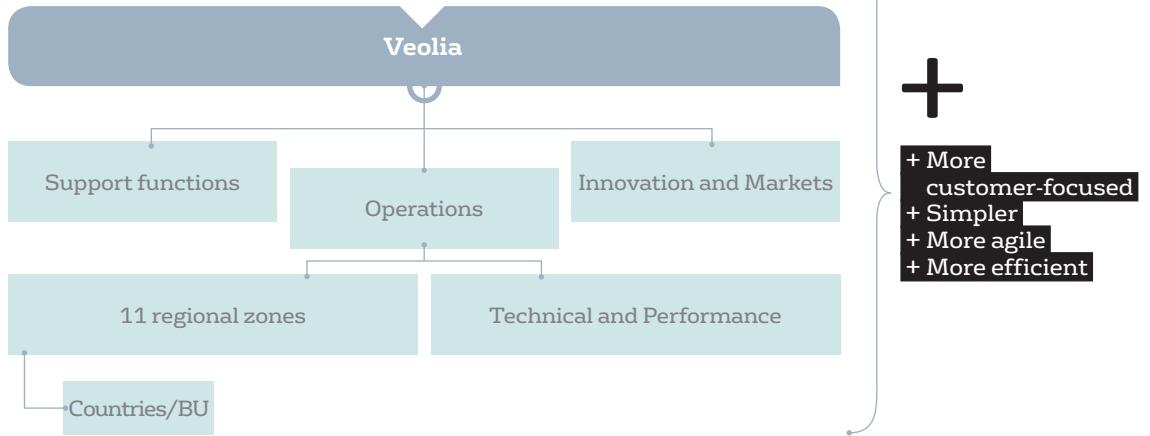 Veolia
Support functions
Operations
Innovation and Markets
11 regional zones
Technical and Performance
Countries/BU
+
+ More
customer-focused
+ Simpler
+ More agile
+ More efficient